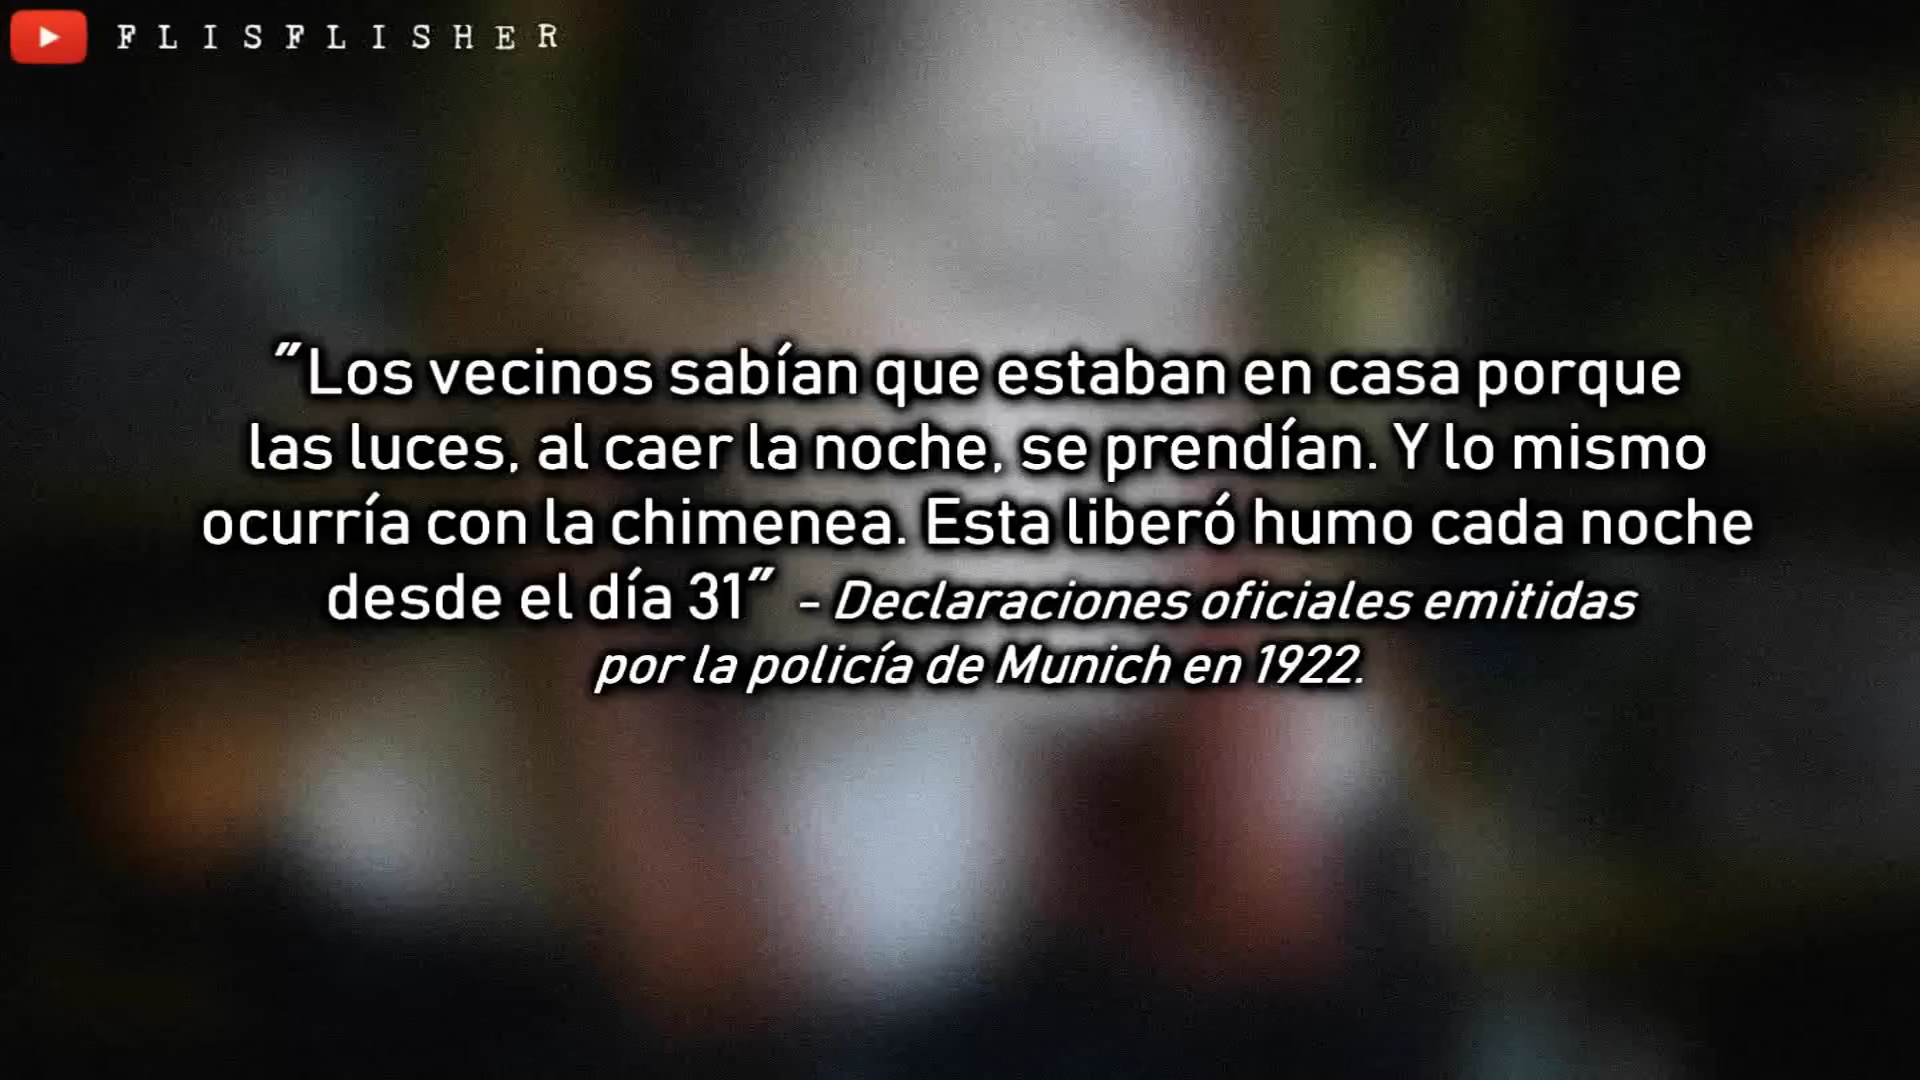 FLISFLISHER
"Los vecinos sabían que estaban en casa porque
las luces, al caer la noche, se prendían. Y lo mismo
ocurría con la chimenea. Esta liberó humo cada noche
desde el día 31" - Declaraciones oficiales emitidas
por la policía de Munich en 1922.